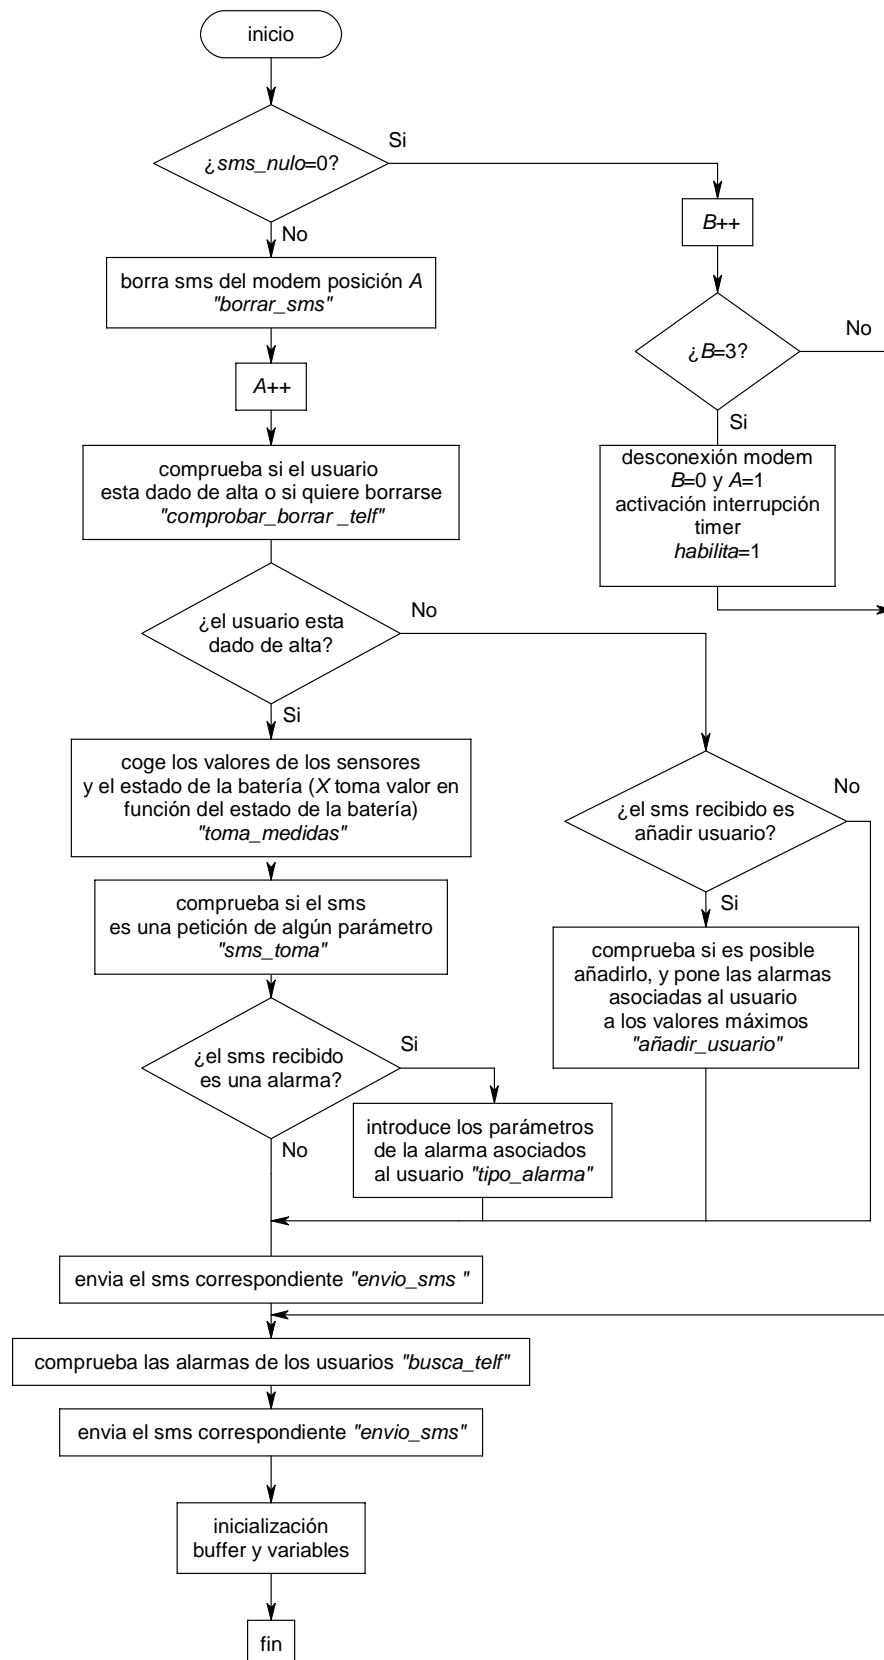 inicio
¿sms_nulo=0?
Si
No
B++
borra sms del modem posición A
"borrar_sms"
¿B=3?
No
Si
A++
desconexión modem
B=0 y A=1
activación interrupción
timer
habilita=1
comprueba si el usuario
esta dado de alta o si quiere borrarse
"comprobar_borrar _telf"
¿el usuario esta
dado de alta?
No
Si
coge los valores de los sensores
y el estado de la batería (X toma valor en
función del estado de la batería)
"toma_medidas"
¿el sms recibido es
añadir usuario?
No
Si
comprueba si el sms
es una petición de algún parámetro
"sms_toma"
comprueba si es posible
añadirlo, y pone las alarmas
asociadas al usuario
a los valores máximos
"añadir_usuario"
¿el sms recibido
es una alarma?
Si
No
introduce los parámetros
de la alarma asociados
al usuario "tipo_alarma"
envia el sms correspondiente "envio_sms "
comprueba las alarmas de los usuarios "busca_telf"
envia el sms correspondiente "envio_sms"
inicialización
buffer y variables
fin